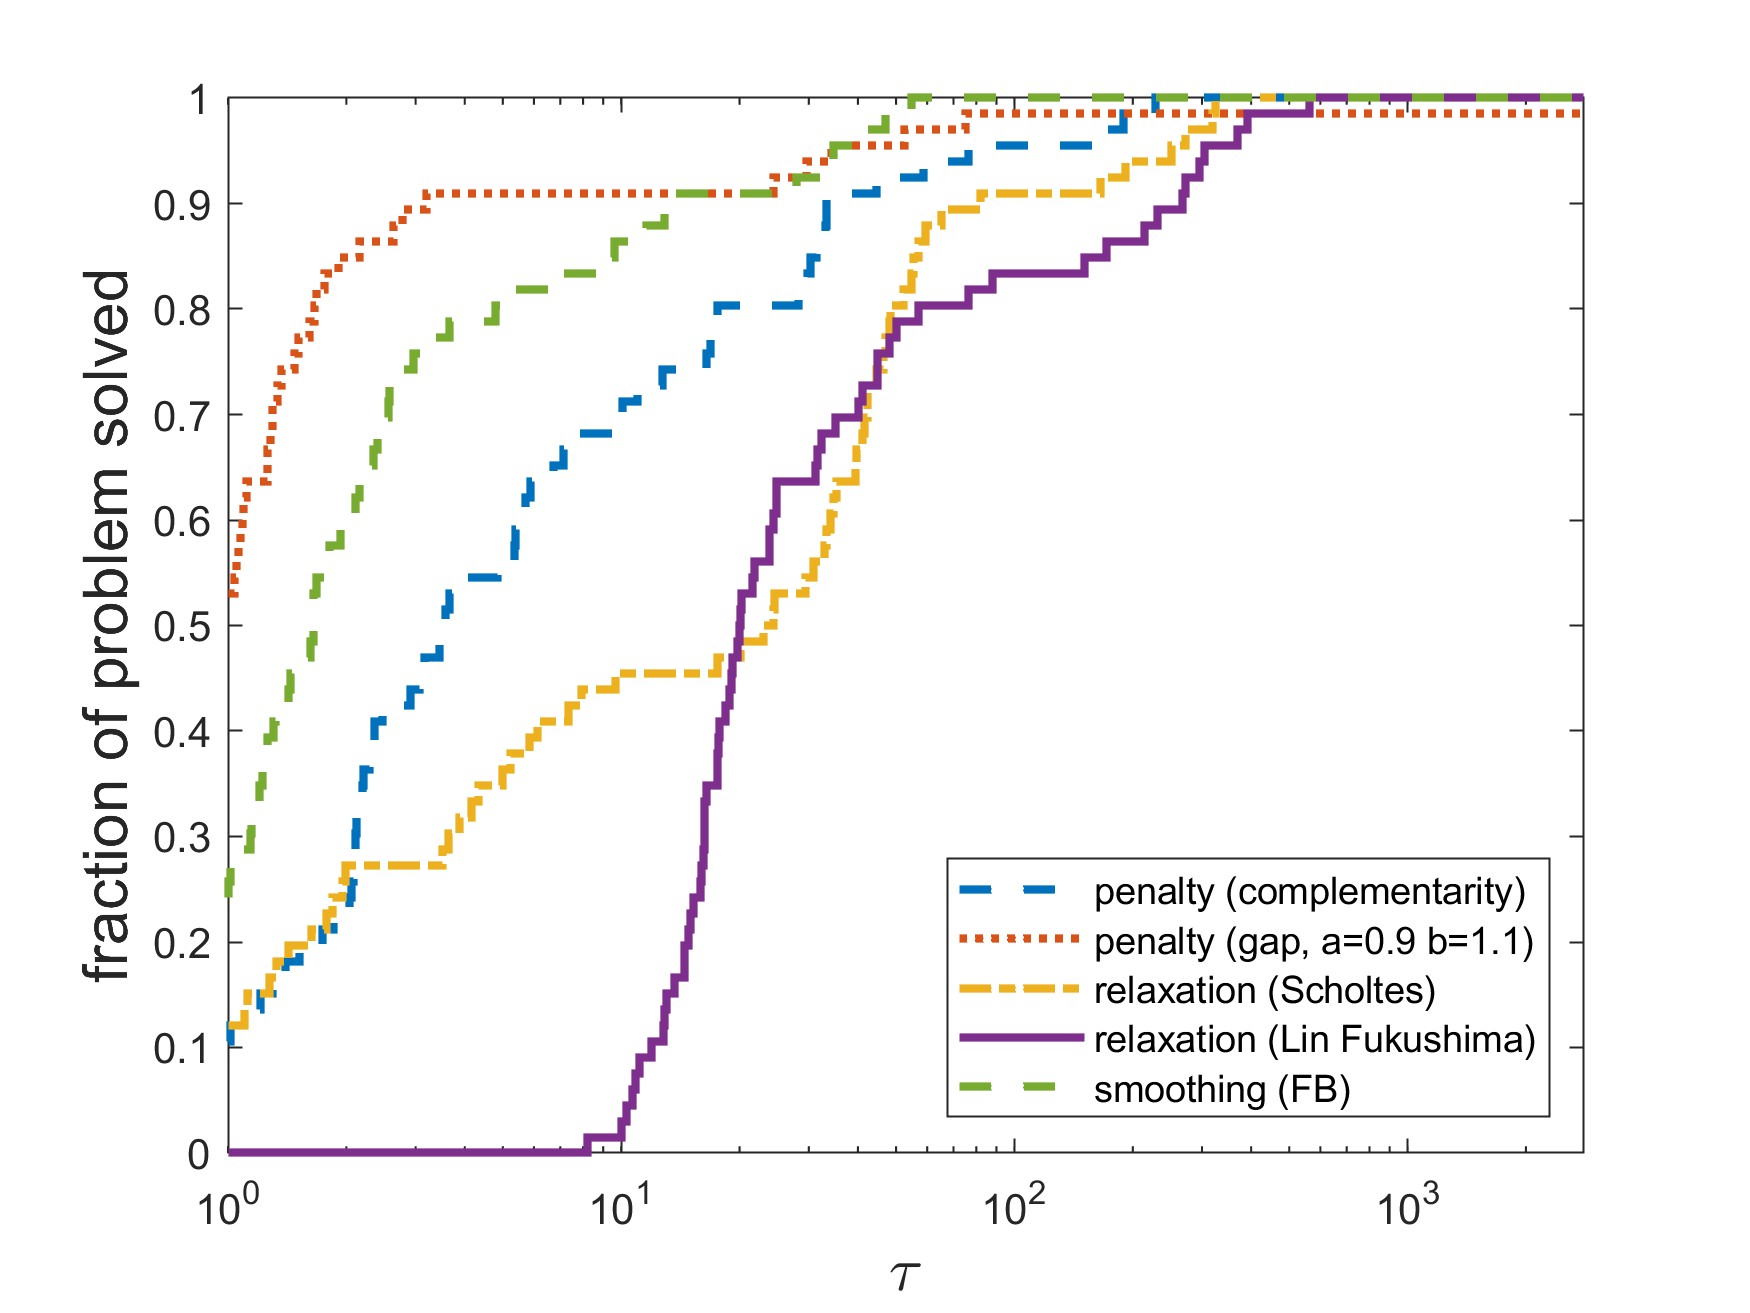 fraction of problem solved
1
0.9
0.8
0.7
0.6
0.5
0.4
0.3
0.2
0.1
0
10^0 10^1 10^2 10^3
τ
penalty (complementarity)
penalty (gap, a=0.9 b=1.1)
relaxation (Scholtes)
relaxation (Lin Fukushima)
smoothing (FB)